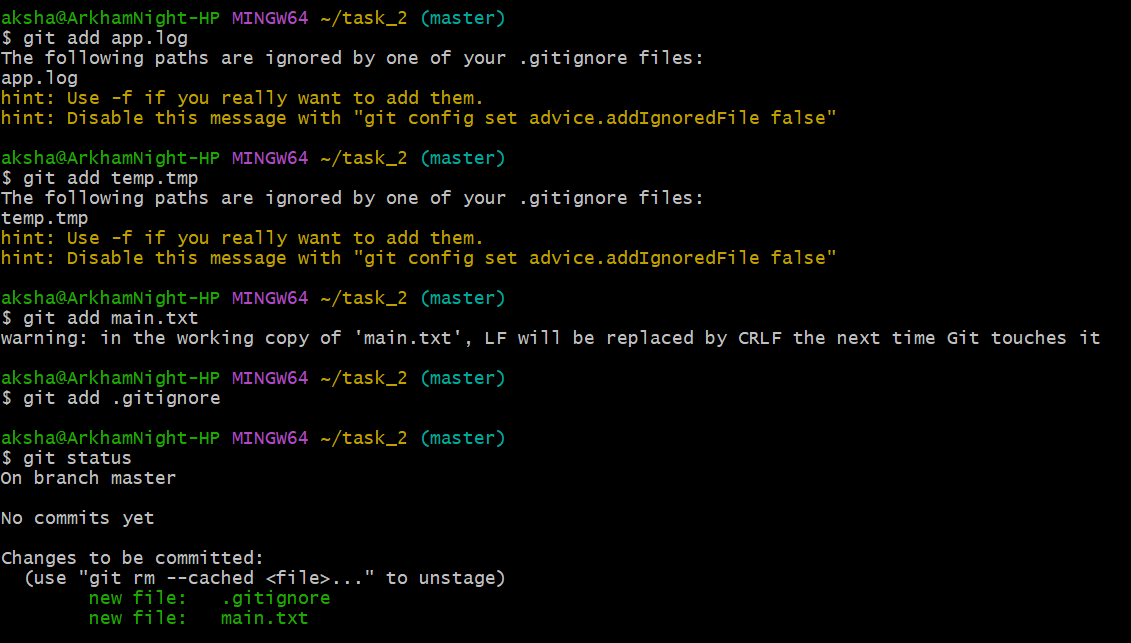 aksha@ArkhamNight-HP MINGW64 ~/task_2 (master)
$ git add app.log
The following paths are ignored by one of your .gitignore files:
app.log
hint: Use -f if you really want to add them.
hint: Disable this message with "git config set advice.addIgnoredFile false"

aksha@ArkhamNight-HP MINGW64 ~/task_2 (master)
$ git add temp.tmp
The following paths are ignored by one of your .gitignore files:
temp.tmp
hint: Use -f if you really want to add them.
hint: Disable this message with "git config set advice.addIgnoredFile false"

aksha@ArkhamNight-HP MINGW64 ~/task_2 (master)
$ git add main.txt
warning: in the working copy of 'main.txt', LF will be replaced by CRLF the next time Git touches it

aksha@ArkhamNight-HP MINGW64 ~/task_2 (master)
$ git add .gitignore

aksha@ArkhamNight-HP MINGW64 ~/task_2 (master)
$ git status
On branch master

No commits yet

Changes to be committed:
  (use "git rm --cached <file>..." to unstage)
        new file:   .gitignore
        new file:   main.txt